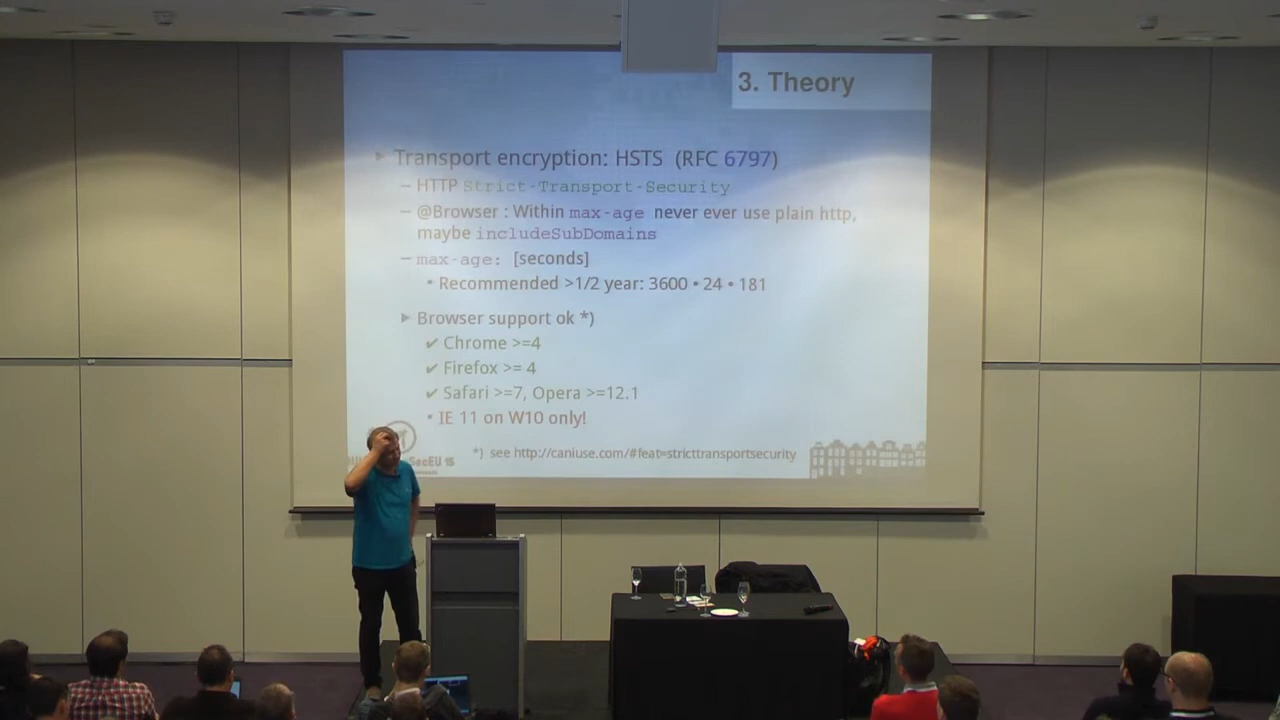 3. Theory
▸ Transport encryption: HSTS (RFC 6797)
– HTTP Strict-Transport-Security
– @Browser : Within max-age never ever use plain http,
maybe includeSubDomains
– max-age: [seconds]
• Recommended >1/2 year: 3600 • 24 • 181
▸ Browser support ok *)
✔ Chrome >=4
✔ Firefox >= 4
✔ Safari >=7, Opera >=12.1
• IE 11 on W10 only!
SecEU 15
*) see http://caniuse.com/#feat=stricttransportsecurity